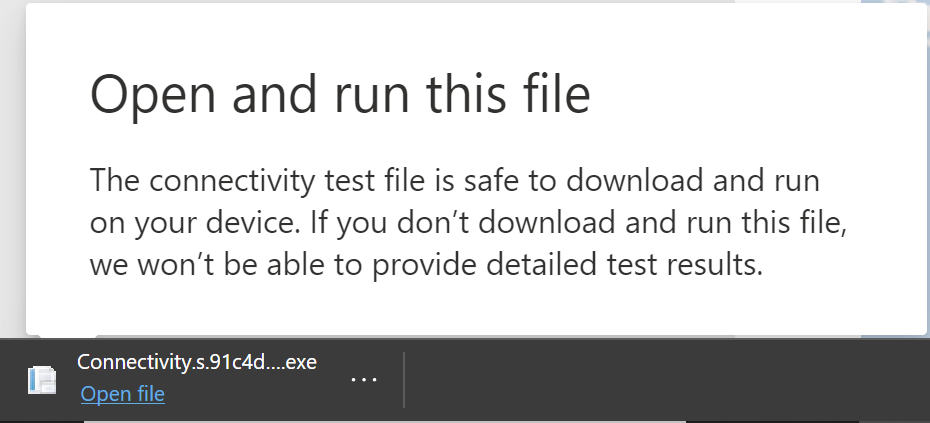 Open and run this file
The connectivity test file is safe to download and run
on your device. If you don’t download and run this file,
we won’t be able to provide detailed test results.
Connectivity.s.91c4d....exe
Open file